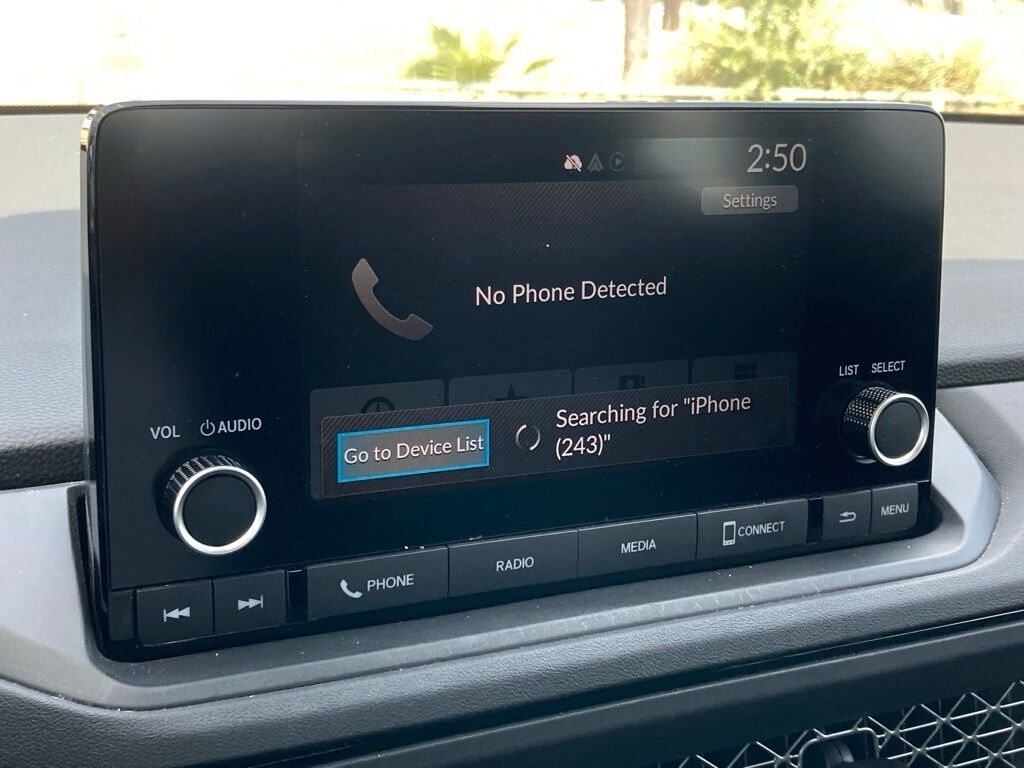 2:50
Settings
No Phone Detected
Go to Device List
Searching for "iPhone
(243)"
VOL AUDIO
LIST SELECT
PHONE
RADIO
MEDIA
CONNECT
MENU